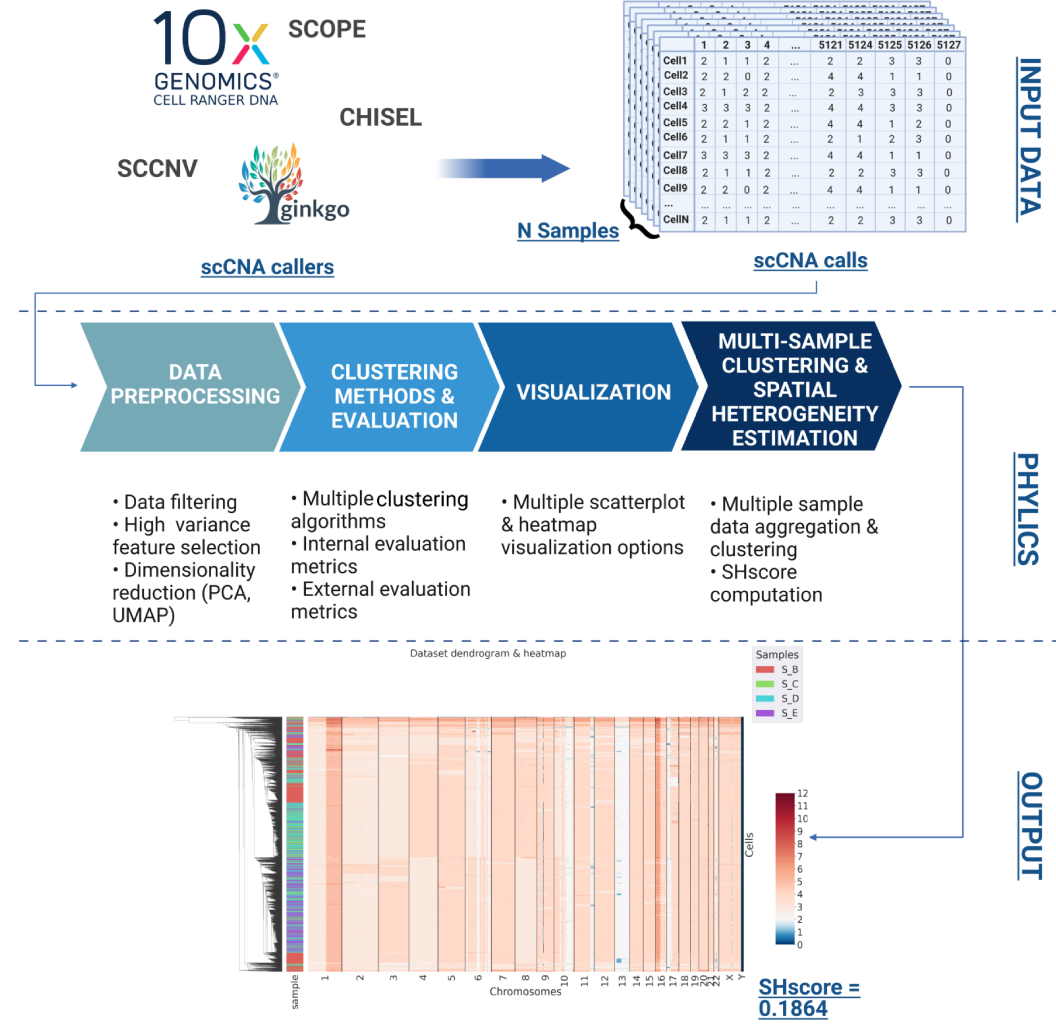 10x
GENOMICS®
CELL RANGER DNA
SCOPE
CHISEL
SCCNV
ginkgo
scCNA callers
N Samples
1 2 3 4 ... 5121 5124 5125 5126 5127
Cell1 2 1 1 2 ... 2 2 3 3 0
Cell2 2 2 0 2 ... 4 4 1 1 0
Cell3 2 1 2 2 ... 2 3 3 3 0
Cell4 3 3 3 2 ... 4 4 3 3 0
Cell5 2 2 1 2 ... 4 4 1 2 0
Cell6 2 1 1 2 ... 2 1 2 3 0
Cell7 3 3 3 2 ... 4 4 1 1 0
Cell8 2 1 1 2 ... 2 2 3 3 0
Cell9 2 2 0 2 ... 4 4 1 1 0
... ... ... ... ... ... ... ... ... ... ...
CellN 2 1 1 2 ... 2 2 3 3 0
scCNA calls
INPUT DATA
DATA
PREPROCESSING
CLUSTERING
METHODS &
EVALUATION
VISUALIZATION
MULTI-SAMPLE
CLUSTERING &
SPATIAL
HETEROGENEITY
ESTIMATION
• Data filtering
• High variance
feature selection
• Dimensionality
reduction (PCA,
UMAP)
• Multiple clustering
algorithms
• Internal evaluation
metrics
• External evaluation
metrics
• Multiple scatterplot
& heatmap
visualization options
• Multiple sample
data aggregation &
clustering
• SHscore
computation
PHYLICS
Dataset dendrogram & heatmap
Samples
S_B
S_C
S_D
S_E
12
11
10
9
8
7
6
5
4
3
2
1
0
Cells
sample
1 2 3 4 5 6 7 8 9 10 11 12 13 14 15 16 17 18 19 20 21 22 X Y
Chromosomes
SHscore =
0.1864
OUTPUT